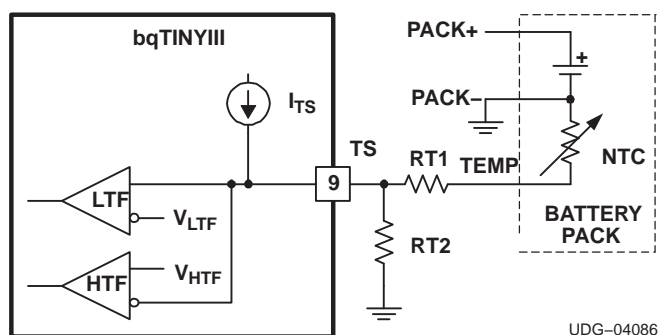 bqTINYIII
PACK+
+
PACK–
I_TS
NTC
TS
RT1
TEMP
9
LTF
V_LTF
BATTERY
PACK
RT2
V_HTF
HTF
UDG–04086